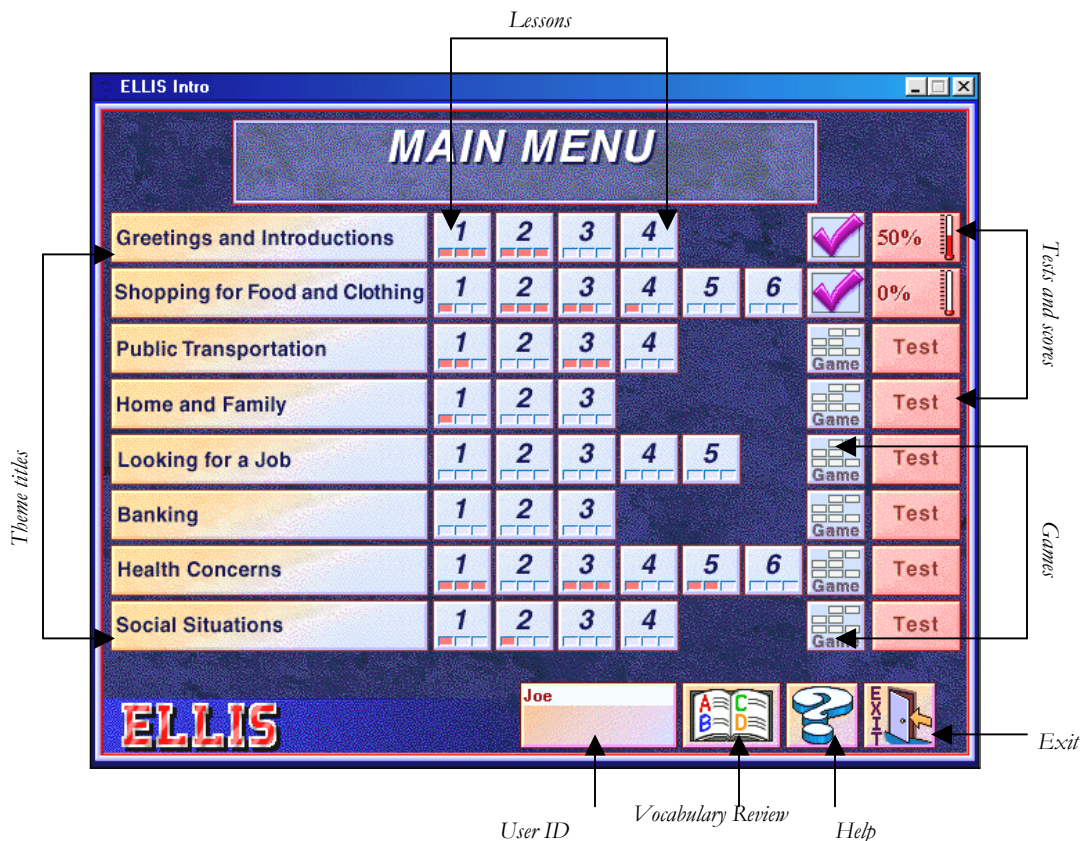 Lessons
ELLIS Intro
MAIN MENU
Greetings and Introductions 1 2 3 4 50%
Shopping for Food and Clothing 1 2 3 4 5 6 0%
Public Transportation 1 2 3 4 Game Test
Home and Family 1 2 3 Game Test
Looking for a Job 1 2 3 4 5 Game Test
Banking 1 2 3 Game Test
Health Concerns 1 2 3 4 5 6 Game Test
Social Situations 1 2 3 4 Game Test
Theme titles
Tests and scores
Games
ELLIS
Joe
A B C D
EXIT
Exit
User ID
Vocabulary Review
Help